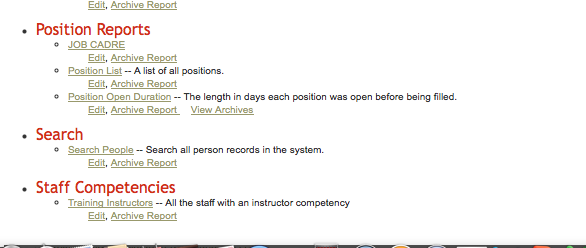 Edit, Archive Report
Position Reports
JOB CADRE
Edit, Archive Report
Position List -- A list of all positions.
Edit, Archive Report
Position Open Duration -- The length in days each position was open before being filled.
Edit, Archive Report View Archives
Search
Search People -- Search all person records in the system.
Edit, Archive Report
Staff Competencies
Training Instructors -- All the staff with an instructor competency
Edit, Archive Report